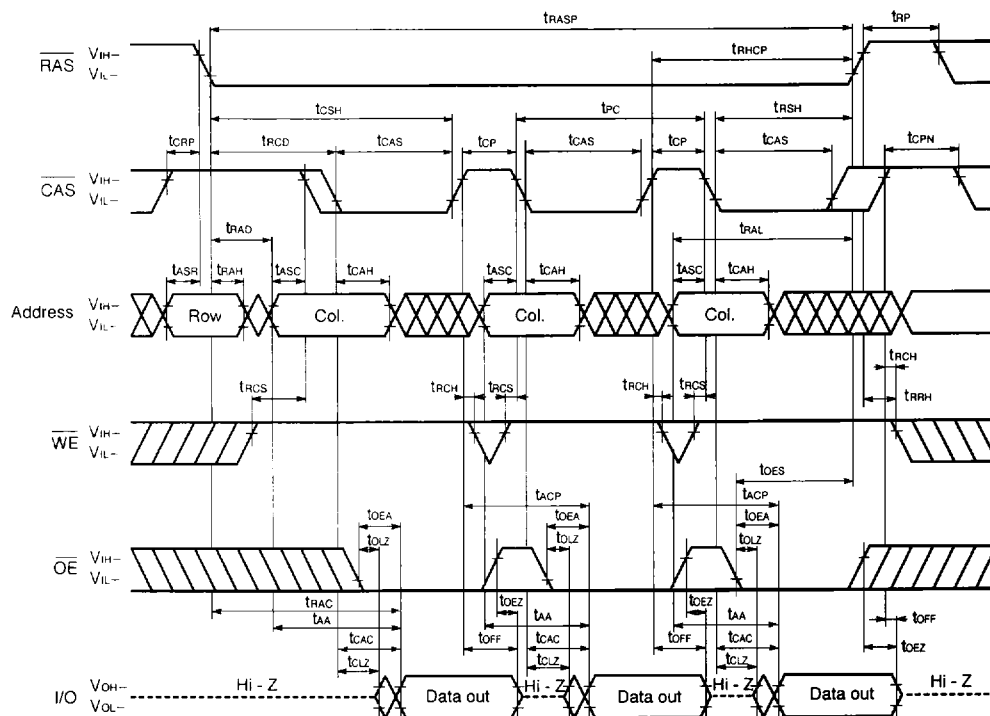 tRASP tRP
tRHCP
RAS VIH–
VIL–
tCSH tPC tRSH
tCRP tRCD tCAS tCP tCAS tCP tCAS tCPN
CAS VIH–
VIL–
tRAD tRAL
tASR tRAH tASC tCAH tASC tCAH tASC tCAH
Address VIH–
VIL–
Row Col. Col. Col.
tRCS tRCH tRCS tRCH tRCS tRCH
tRRH
WE VIH–
VIL–
tOES
tACP tACP
tOEA tOEA tOEA
tOLZ tOLZ tOLZ
OE VIH–
VIL–
tRAC tOEZ tOEZ tOFF
tAA tAA tAA
tCAC tOFF tCAC tOFF tCAC tOEZ
tCLZ tCLZ tCLZ
I/O VOH–
VOL–
Hi - Z Data out Hi - Z Data out Hi - Z Data out Hi - Z